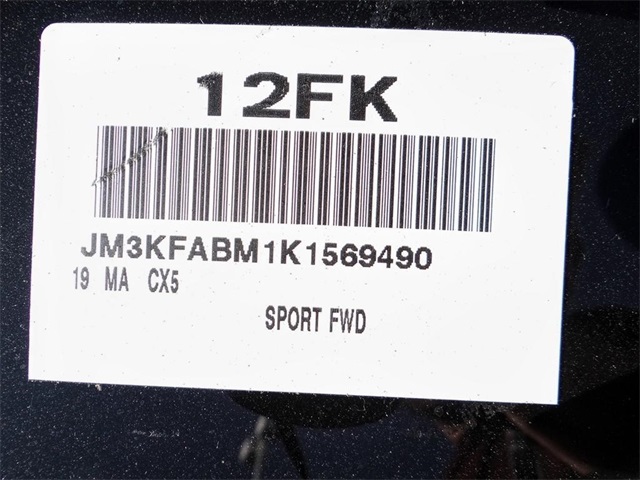 12FK
JM3KFABM1K1569490
19 MA CX5
SPORT FWD